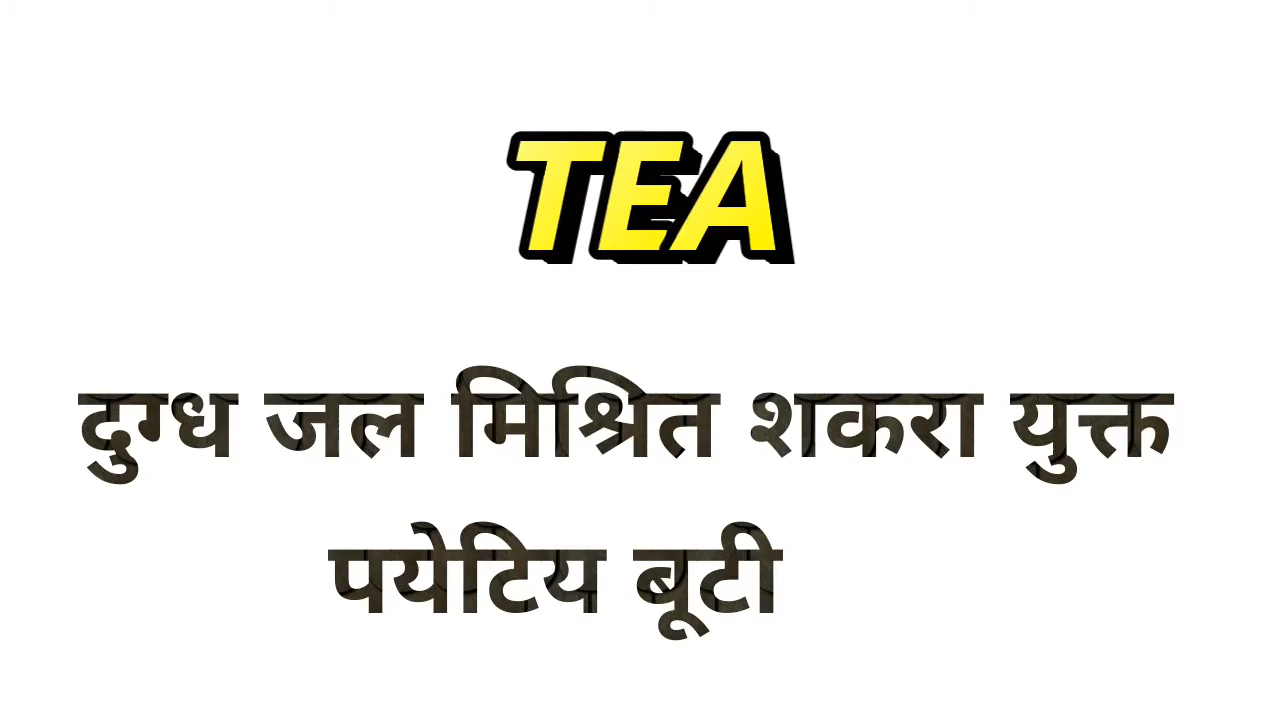 TEA
दुग्ध जल मिश्रित शकरा युक्त
पयेटिय बूटी